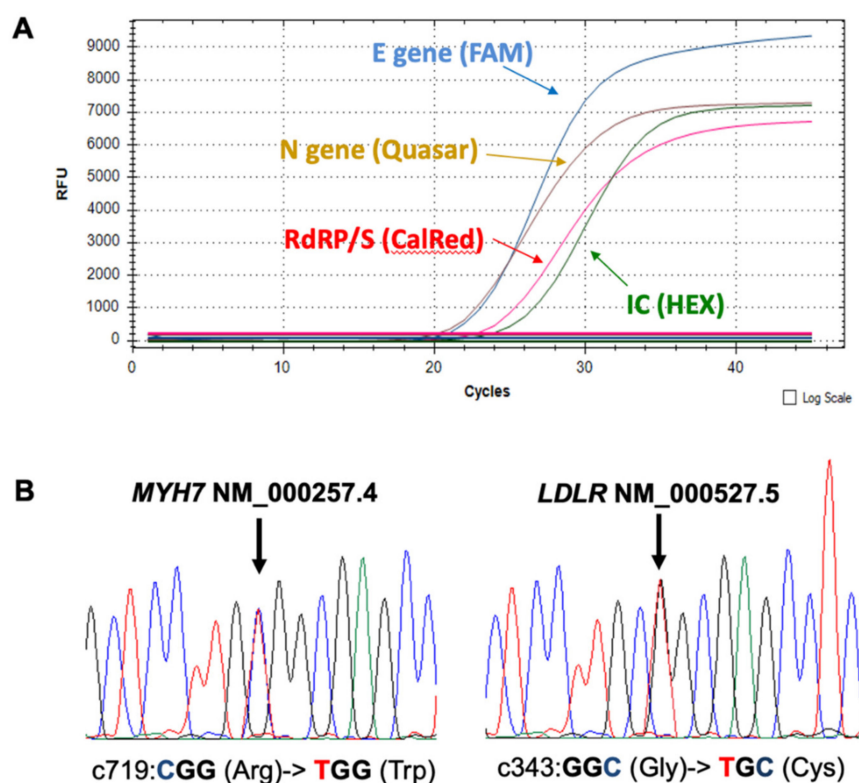 A
9000
8000
7000
6000
5000
4000
3000
2000
1000
0
RFU
E gene (FAM)
N gene (Quasar)
RdRP/S (CalRed)
IC (HEX)
0 10 20 30 40
Cycles
Log Scale
B
MYH7 NM_000257.4
LDLR NM_000527.5
c719:CGG (Arg)-> TGG (Trp)
c343:GGC (Gly)-> TGC (Cys)